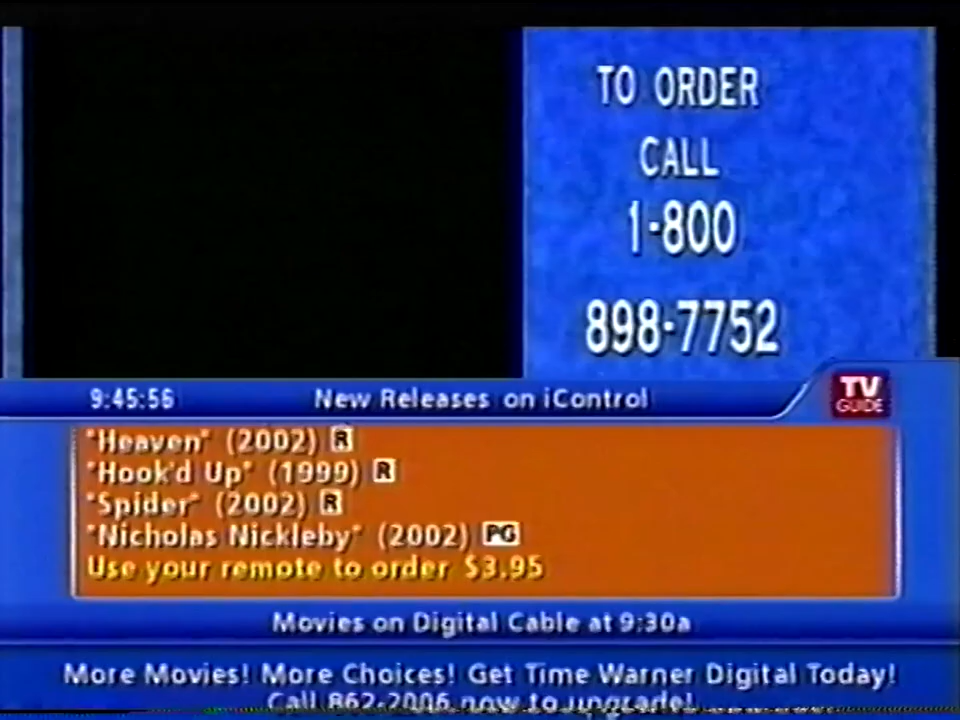 TO ORDER
CALL
1-800
898-7752
9:45:56
New Releases on iControl
TV
GUIDE
"Heaven" (2002) R
"Hook'd Up" (1999) R
"Spider" (2002) R
"Nicholas Nickleby" (2002) PG
Use your remote to order $3.95
Movies on Digital Cable at 9:30a
More Movies! More Choices! Get Time Warner Digital Today!
Call 862-2006 now to upgrade!